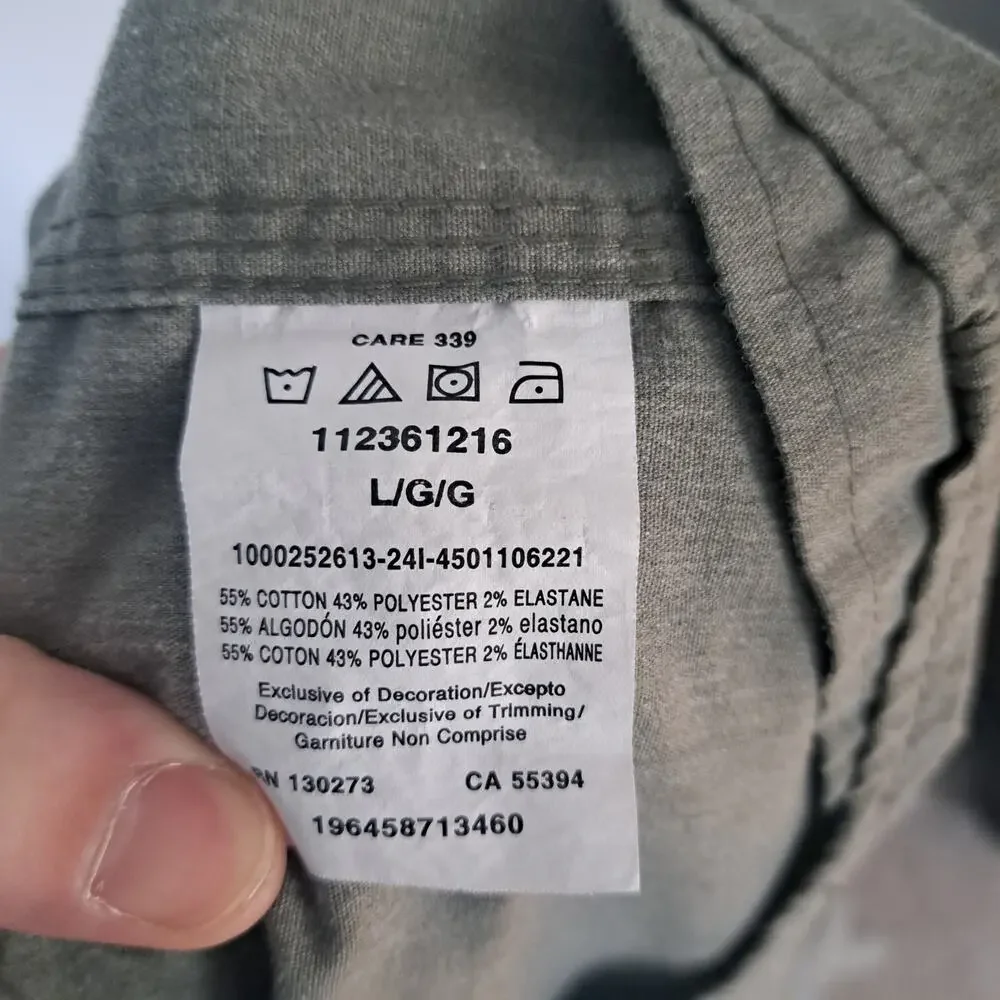 CARE 339
112361216
L/G/G
1000252613-24I-4501106221
55% COTTON 43% POLYESTER 2% ELASTANE
55% ALGODÓN 43% poliéster 2% elastano
55% COTON 43% POLYESTER 2% ÉLASTHANNE
Exclusive of Decoration/Excepto
Decoracion/Exclusive of Trimming/
Garniture Non Comprise
130273 CA 55394
196458713460